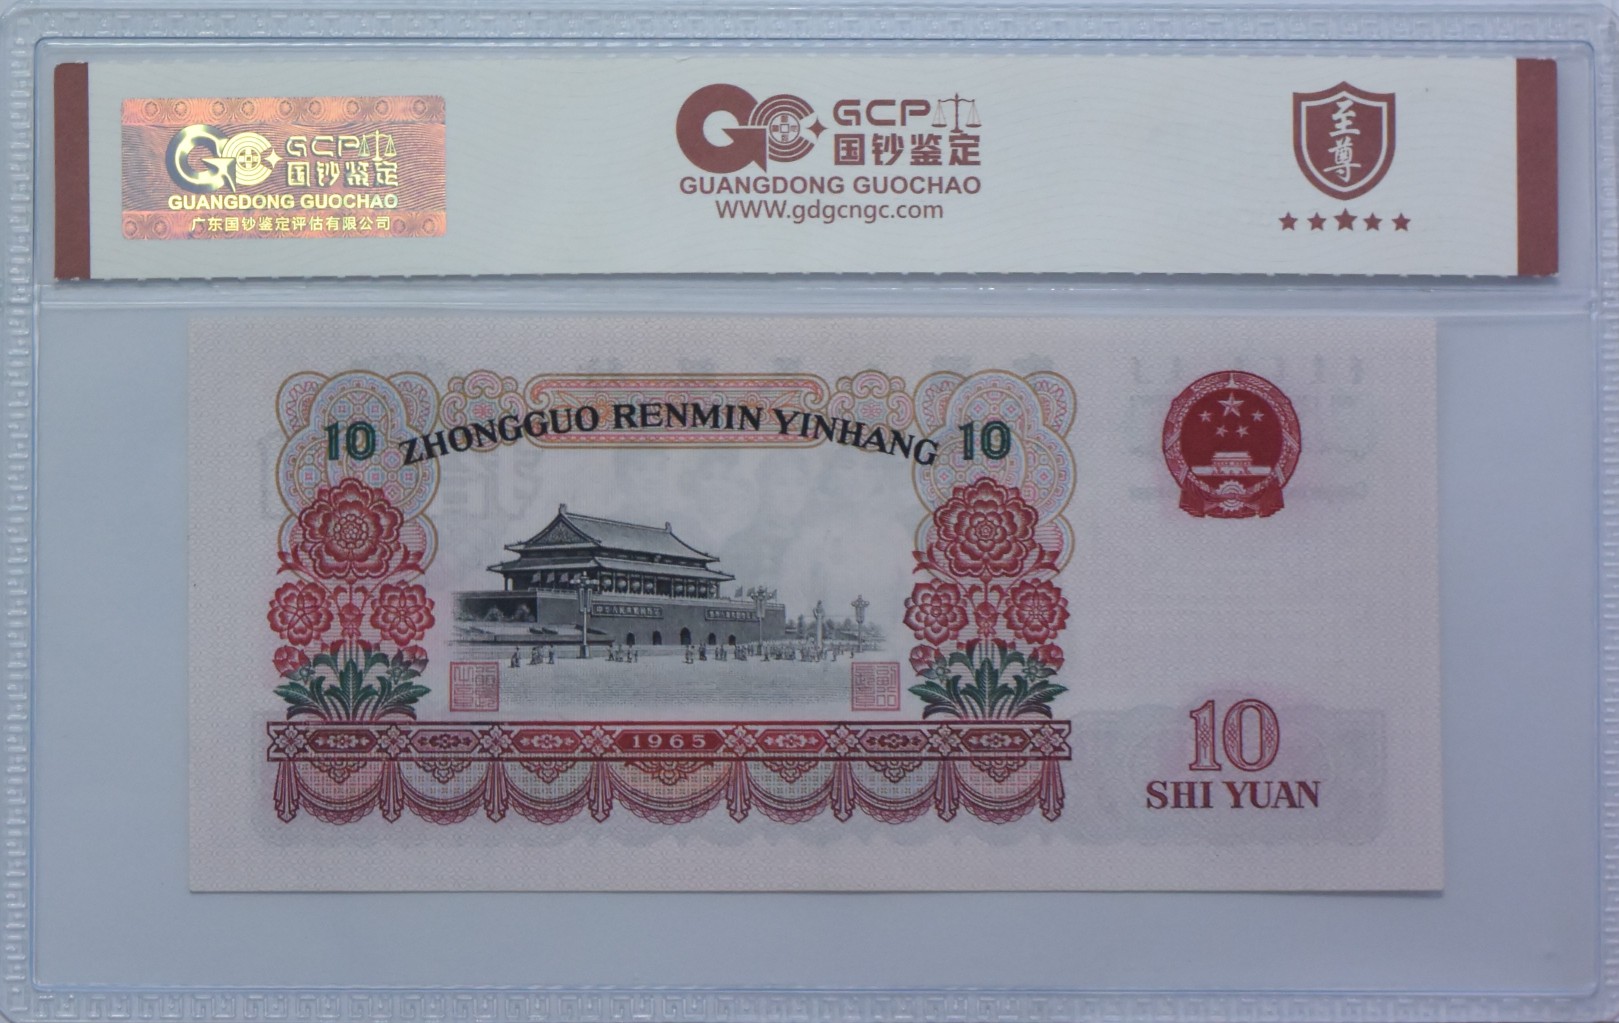 GCP
国钞鉴定
GUANGDONG GUOCHAO
广东国钞鉴定评估有限公司
GCP
国钞鉴定
GUANGDONG GUOCHAO
www.gdgcngc.com
至尊
10 ZHONGGUO RENMIN YINHANG 10
1965
10
SHI YUAN